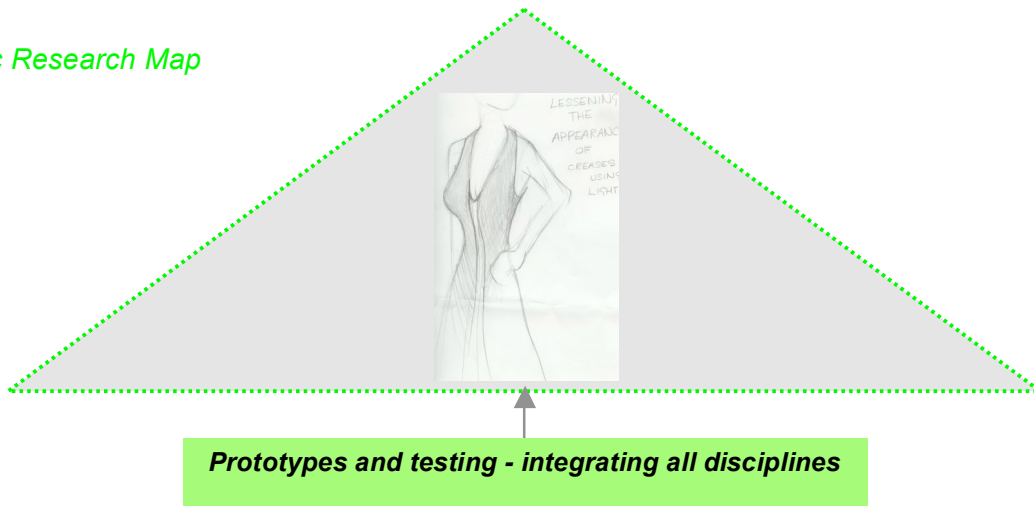 c Research Map
LESSENING
THE
APPEARANC
OF
CREASES
USING
LIGHT
Prototypes and testing - integrating all disciplines